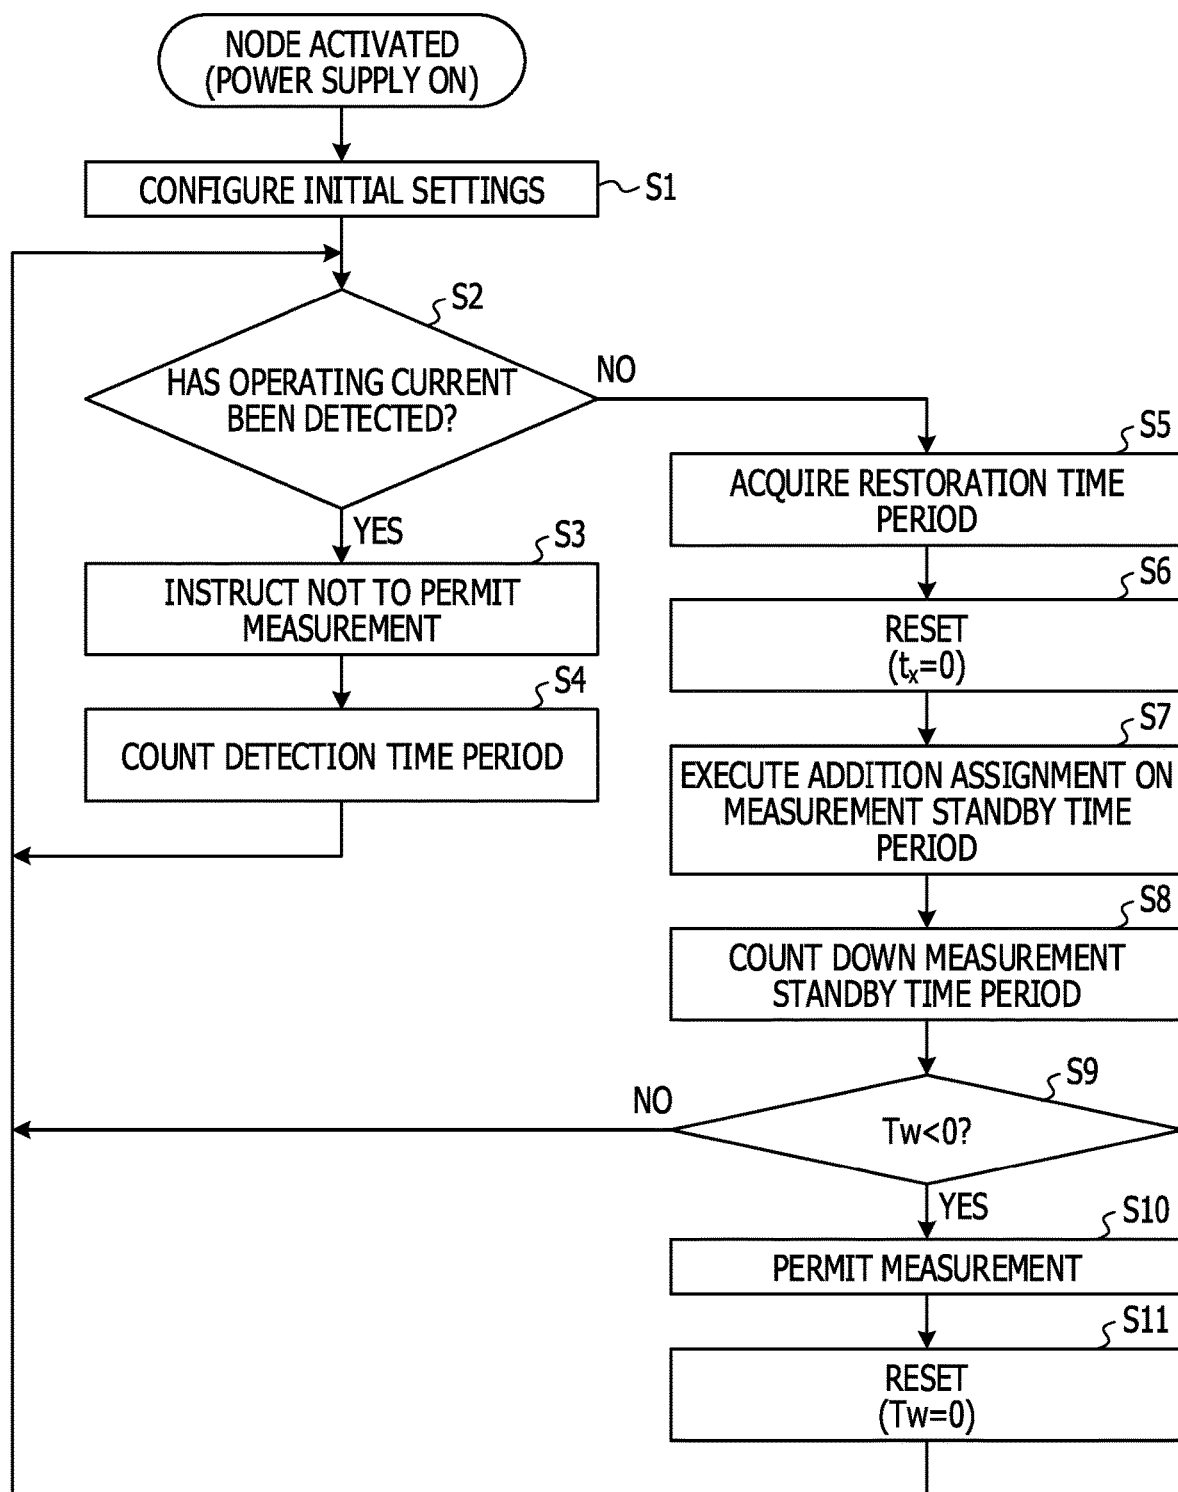 NODE ACTIVATED
(POWER SUPPLY ON)
CONFIGURE INITIAL SETTINGS
S1
S2
HAS OPERATING CURRENT
BEEN DETECTED?
NO
YES
S3
INSTRUCT NOT TO PERMIT
MEASUREMENT
S4
COUNT DETECTION TIME PERIOD
S5
ACQUIRE RESTORATION TIME
PERIOD
S6
RESET
(tx=0)
S7
EXECUTE ADDITION ASSIGNMENT ON
MEASUREMENT STANDBY TIME
PERIOD
S8
COUNT DOWN MEASUREMENT
STANDBY TIME PERIOD
S9
Tw<0?
NO
YES
S10
PERMIT MEASUREMENT
S11
RESET
(Tw=0)